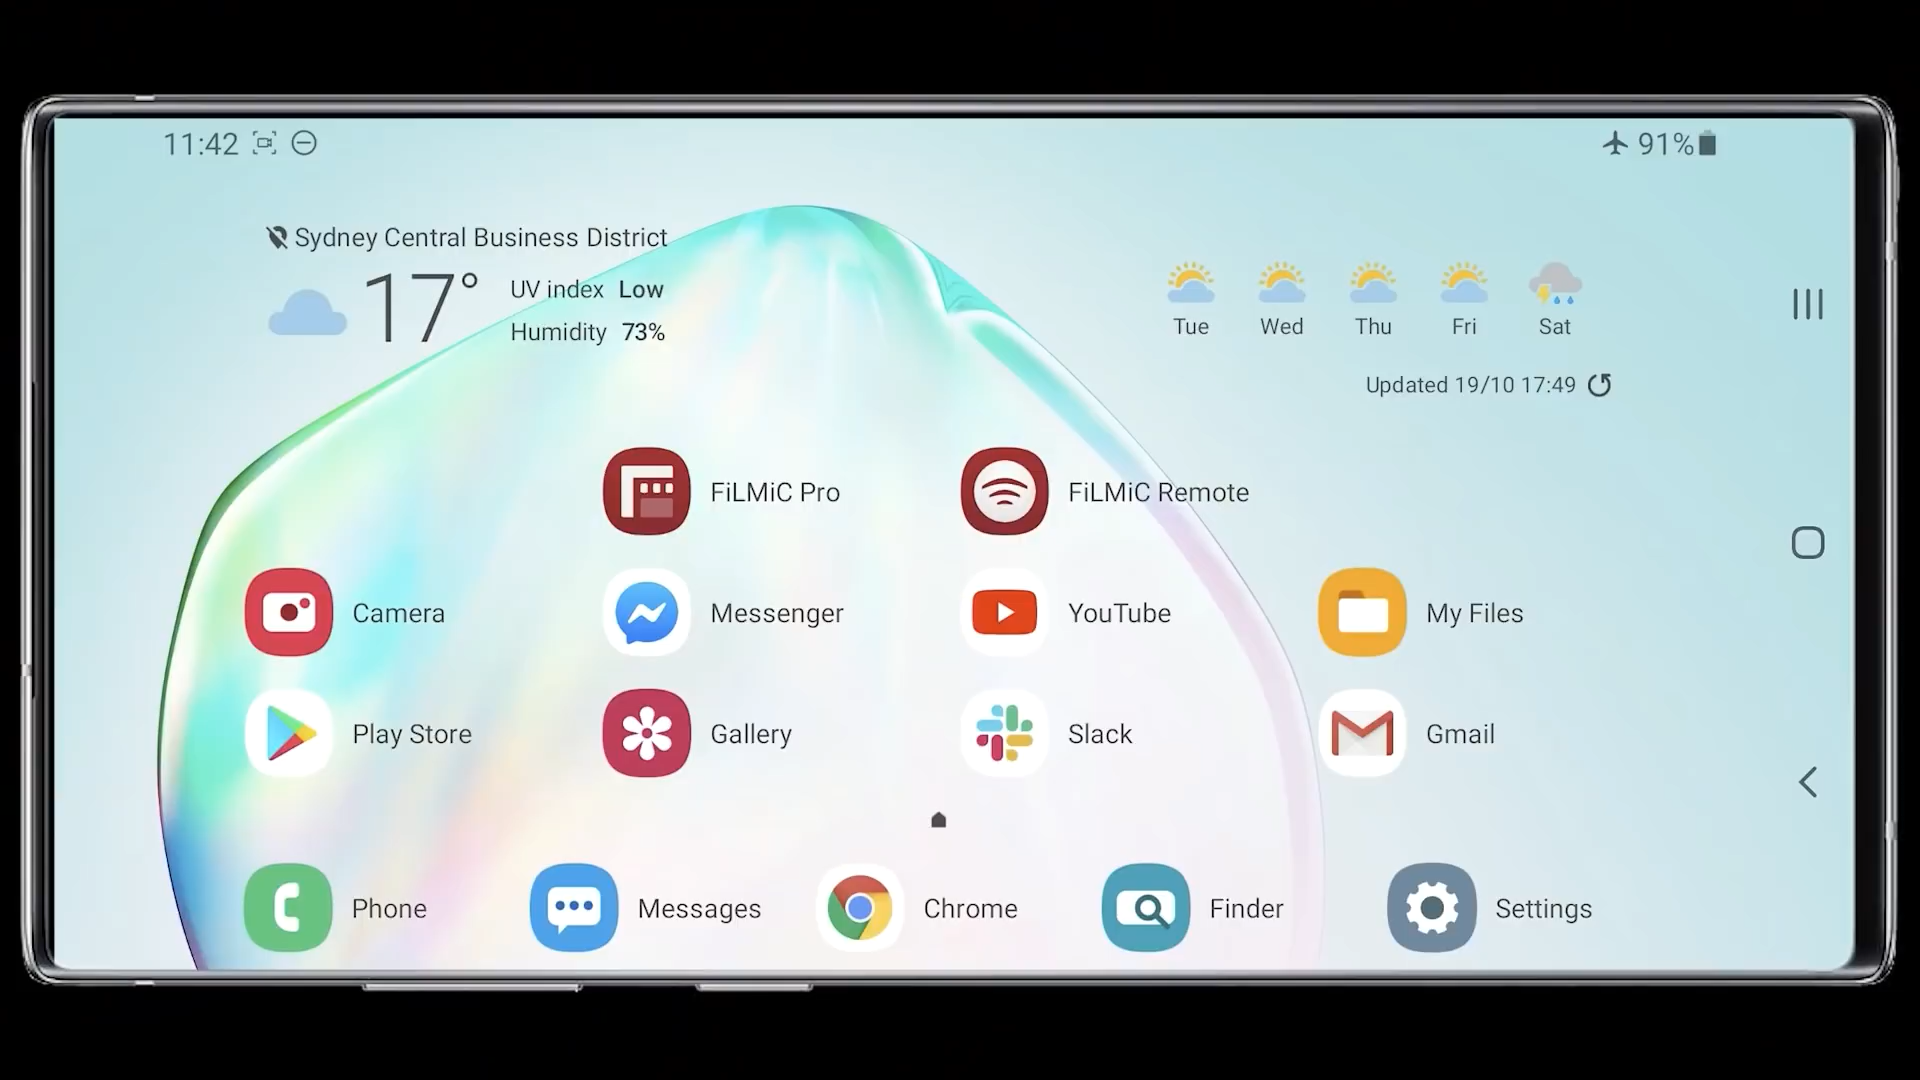 11:42
91%
Sydney Central Business District
17°
UV index Low
Humidity 73%
Tue Wed Thu Fri Sat
Updated 19/10 17:49
FiLMiC Pro
FiLMiC Remote
Camera
Messenger
YouTube
My Files
Play Store
Gallery
Slack
Gmail
Phone
Messages
Chrome
Finder
Settings